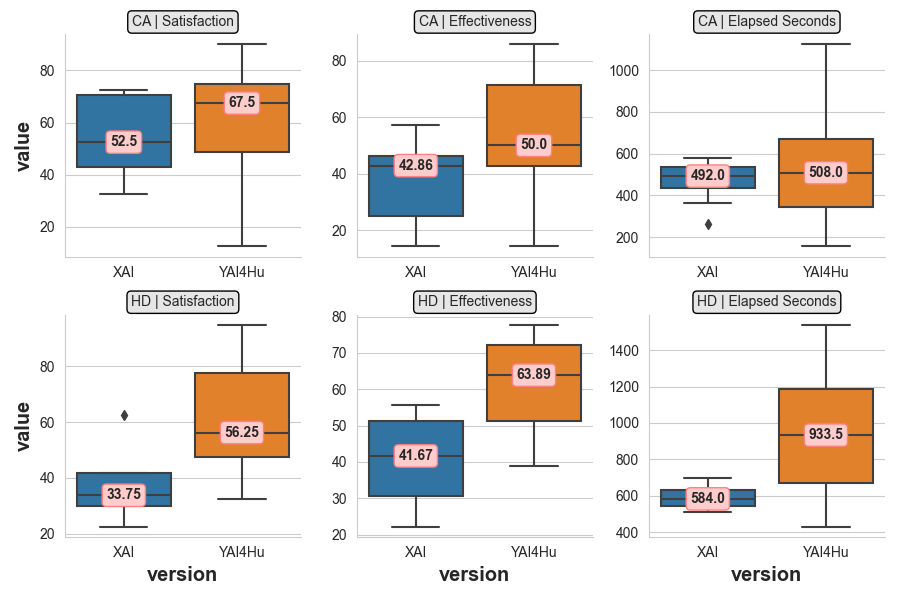 CA | Satisfaction
CA | Effectiveness
CA | Elapsed Seconds
value
80
60
40
20
52.5
67.5
XAI
YAI4Hu
80
60
40
20
42.86
50.0
XAI
YAI4Hu
1000
800
600
400
200
492.0
508.0
XAI
YAI4Hu
HD | Satisfaction
HD | Effectiveness
HD | Elapsed Seconds
value
80
60
40
20
33.75
56.25
XAI
YAI4Hu
version
80
70
60
50
40
30
20
41.67
63.89
XAI
YAI4Hu
version
1400
1200
1000
800
600
400
584.0
933.5
XAI
YAI4Hu
version